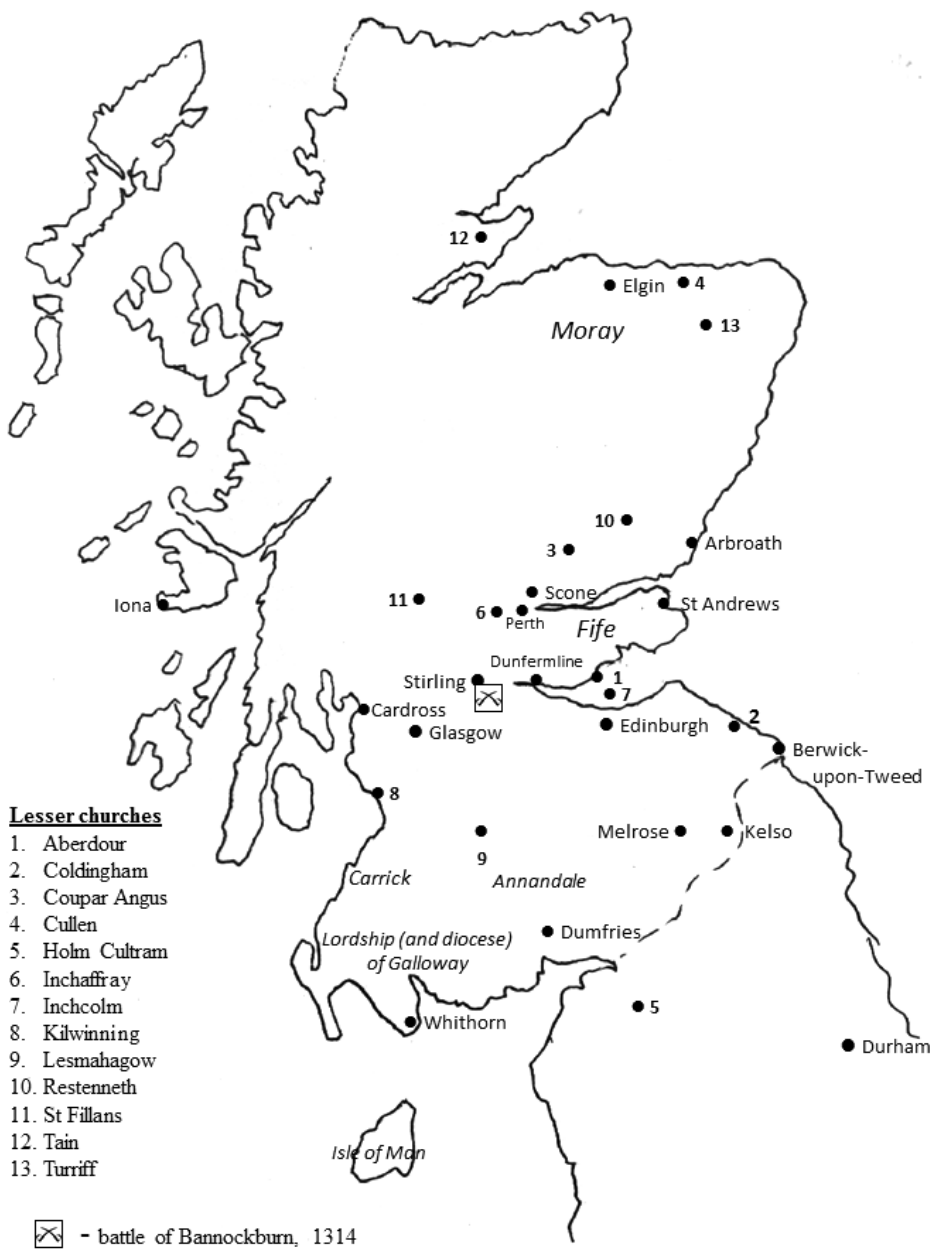 12
Elgin
4
Moray
13
10
Arbroath
3
Scone
11
Iona
6
Perth
St Andrews
Fife
Dunfermline
1
Stirling
7
Cardross
Edinburgh
2
Glasgow
Berwick-
upon-Tweed
8
Melrose
Kelso
9
Carrick
Annandale
Dumfries
Lordship (and diocese)
of Galloway
5
Whithorn
Durham
Isle of Man
Lesser churches
1. Aberdour
2. Coldingham
3. Coupar Angus
4. Cullen
5. Holm Cultram
6. Inchaffray
7. Inchcolm
8. Kilwinning
9. Lesmahagow
10. Restenneth
11. St Fillans
12. Tain
13. Turriff
- battle of Bannockburn, 1314